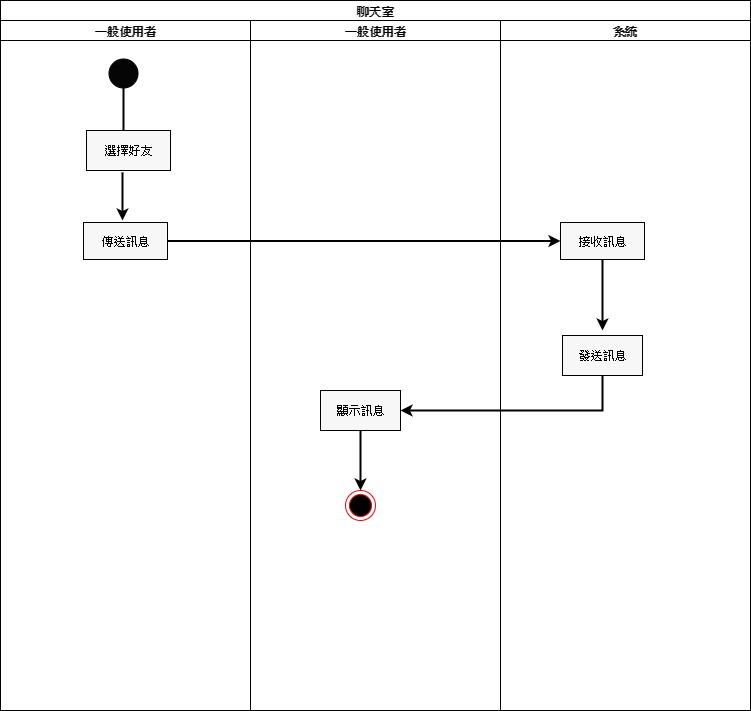 聊天室
一般使用者
一般使用者
系統
選擇好友
傳送訊息
接收訊息
發送訊息
顯示訊息